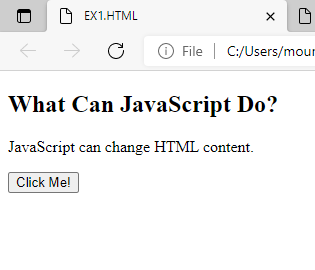 EX1.HTML
File | C:/Users/mour
What Can JavaScript Do?
JavaScript can change HTML content.
Click Me!